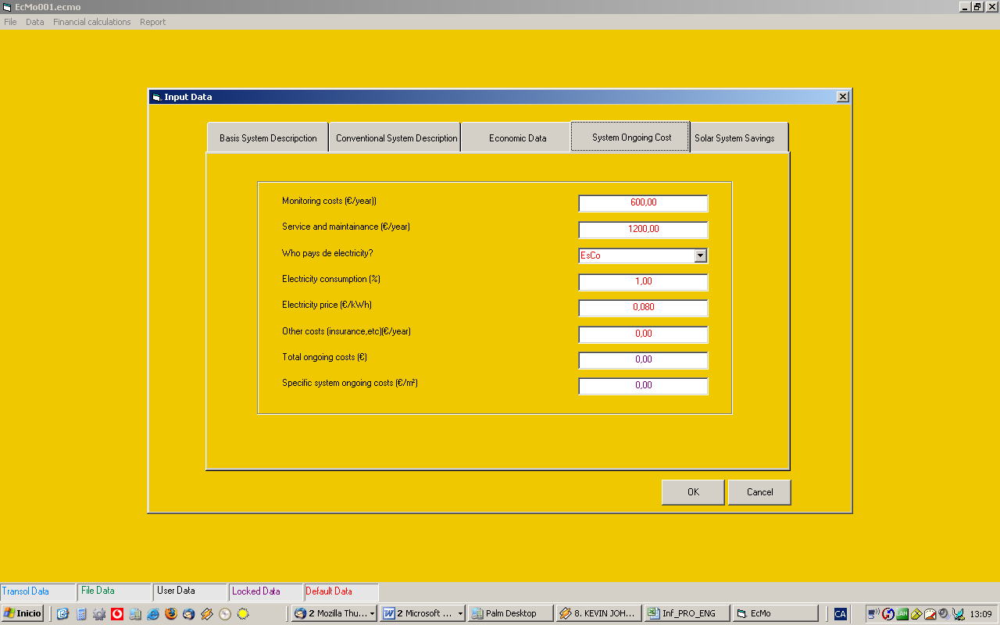 EcMo001.ecmo
File Data Financial calculations Report
Input Data
Basis System Descripction Conventional System Description Economic Data System Ongoing Cost Solar System Savings
Monitoring costs (€/year)) 600,00
Service and maintainance (€/year) 1200,00
Who pays de electricity? EsCo
Electricity consumption (%) 1,00
Electricity price (€/kWh) 0,080
Other costs (insurance,etc)(€/year) 0,00
Total ongoing costs (€) 0,00
Specific system ongoing costs (€/m²) 0,00
OK Cancel
Transol Data File Data User Data Locked Data Default Data
Inicio 2 Mozilla Thu... 2 Microsoft ... Palm Desktop 8. KEVIN JOH... Inf_PRO_ENG EcMo CA LAN 13:09